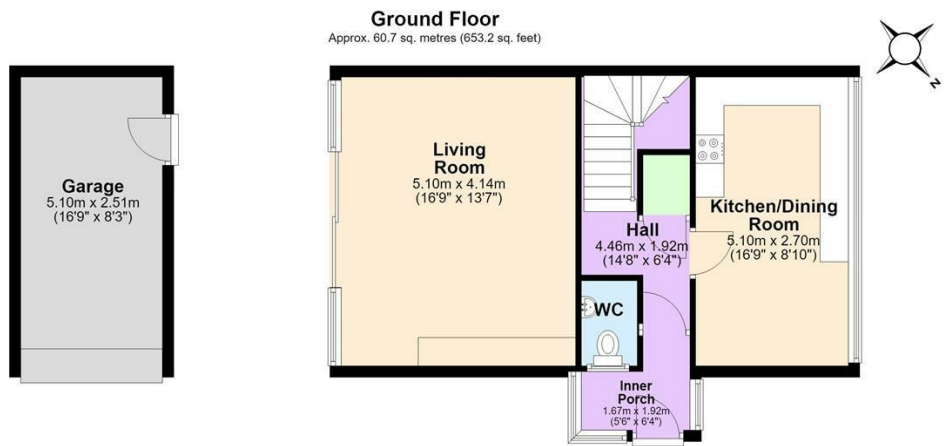 Ground Floor
Approx. 60.7 sq. metres (653.2 sq. feet)
N
Garage
5.10m x 2.51m
(16'9" x 8'3")
Living
Room
5.10m x 4.14m
(16'9" x 13'7")
Hall
4.46m x 1.92m
(14'8" x 6'4")
Kitchen/Dining
Room
5.10m x 2.70m
(16'9" x 8'10")
WC
Inner
Porch
1.67m x 1.92m
(5'6" x 6'4")